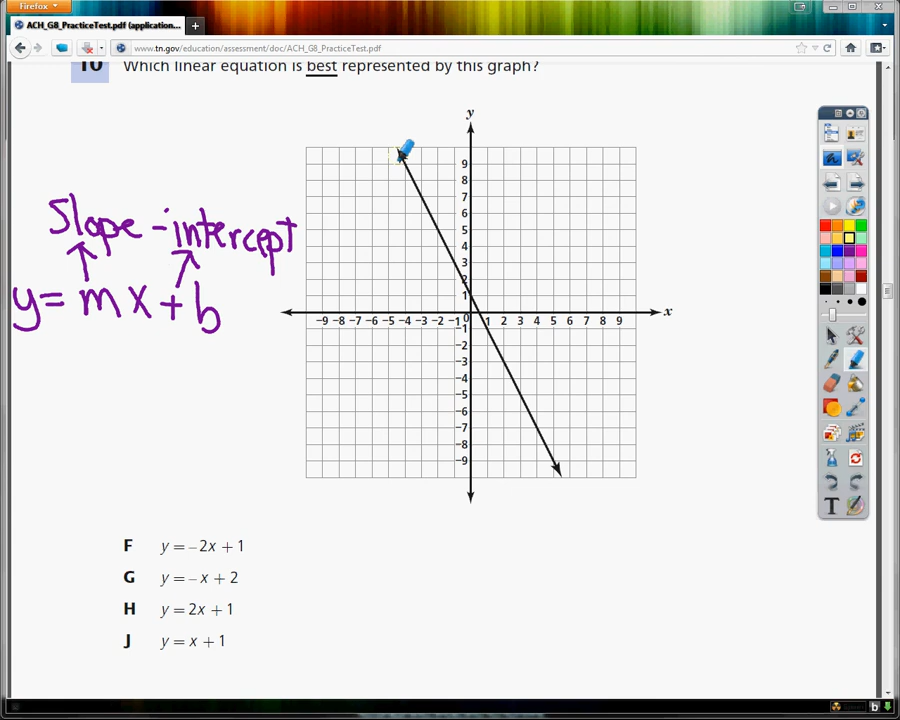 Firefox
ACH_G8_PracticeTest.pdf (application...
www.tn.gov/education/assessment/doc/ACH_G8_PracticeTest.pdf
10 Which linear equation is best represented by this graph?
y
9
8
7
6
5
4
3
2
1
-9 -8 -7 -6 -5 -4 -3 -2 -1 0 1 2 3 4 5 6 7 8 9 x
-1
-2
-3
-4
-5
-6
-7
-8
-9
Slope-intercept
y=mx+b
F y = –2x + 1
G y = –x + 2
H y = 2x + 1
J y = x + 1
T
b